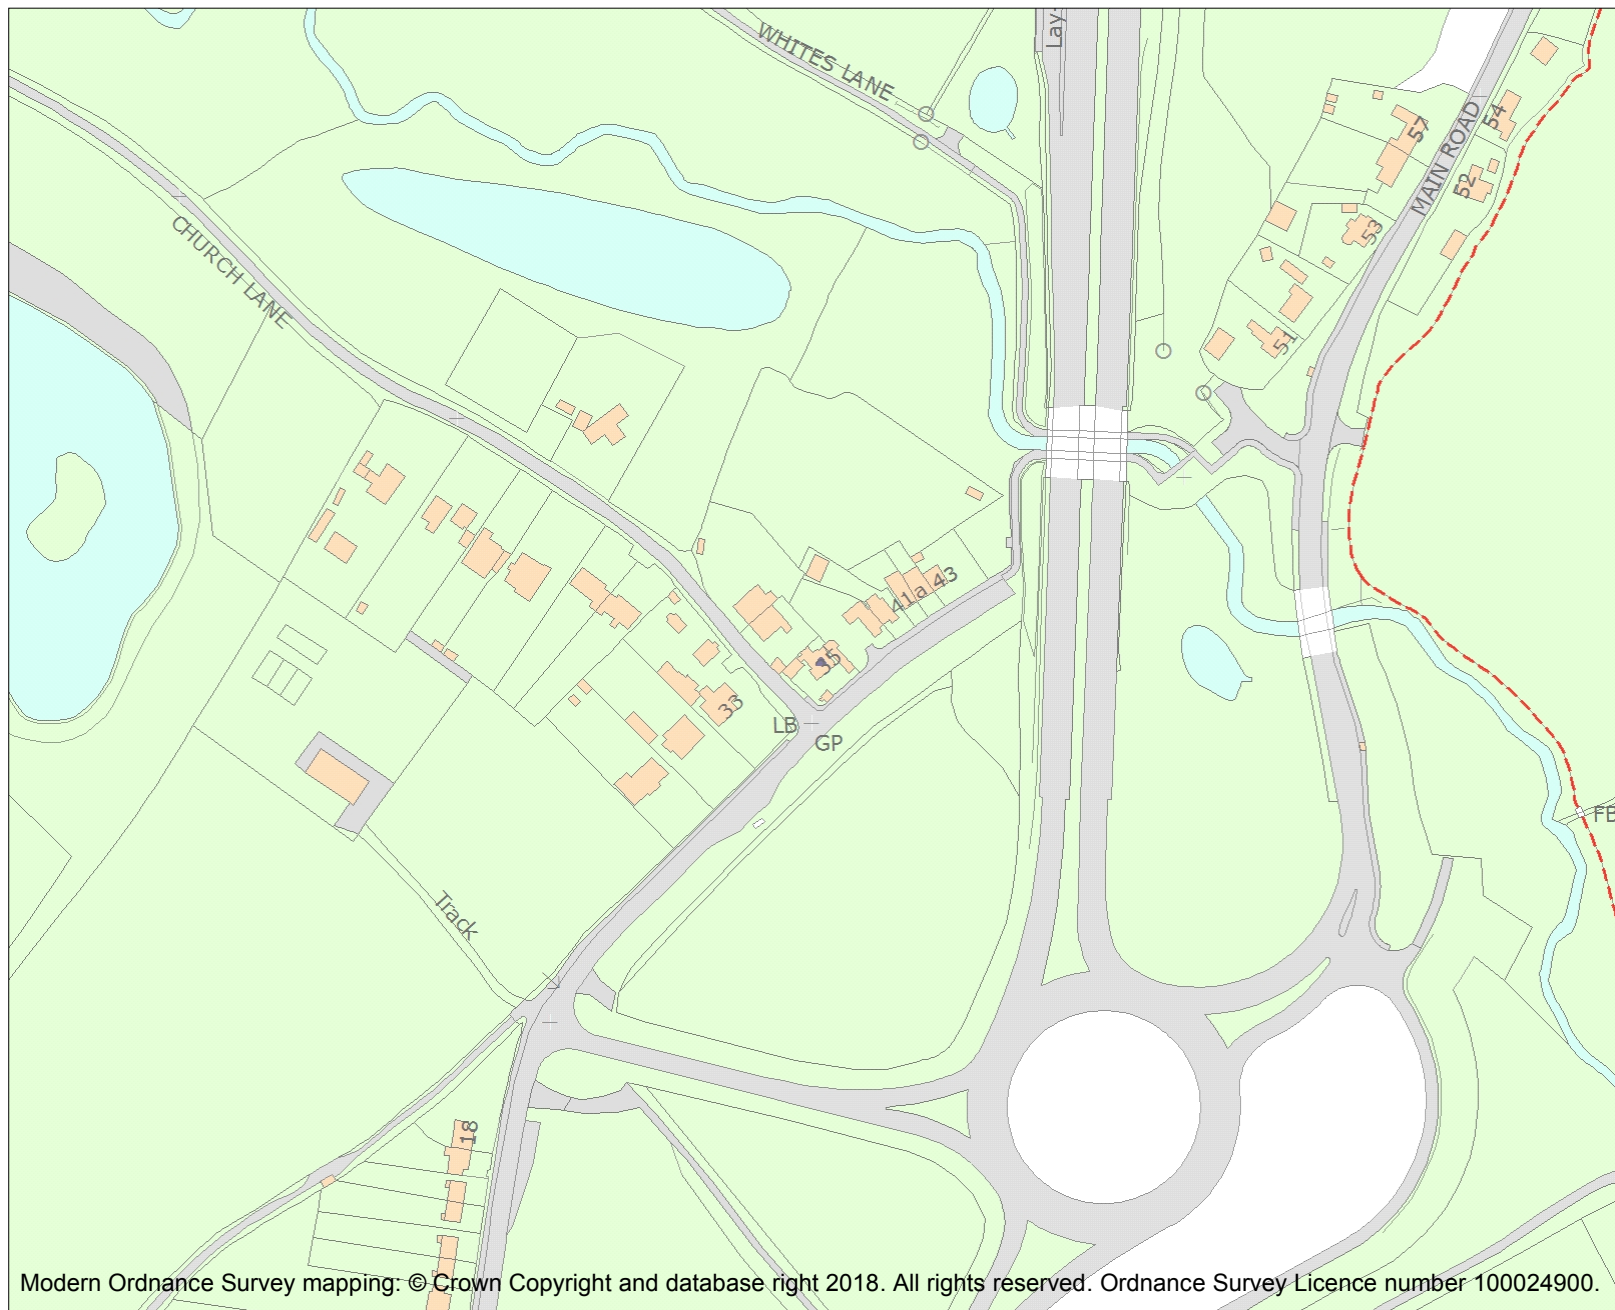 Lay-
WHITES LANE
54
57
MAIN ROAD
52
CHURCH LANE
53
51
43
41a
35
33
LB
GP
FB
Track
18
Modern Ordnance Survey mapping: © Crown Copyright and database right 2018. All rights reserved. Ordnance Survey Licence number 100024900.